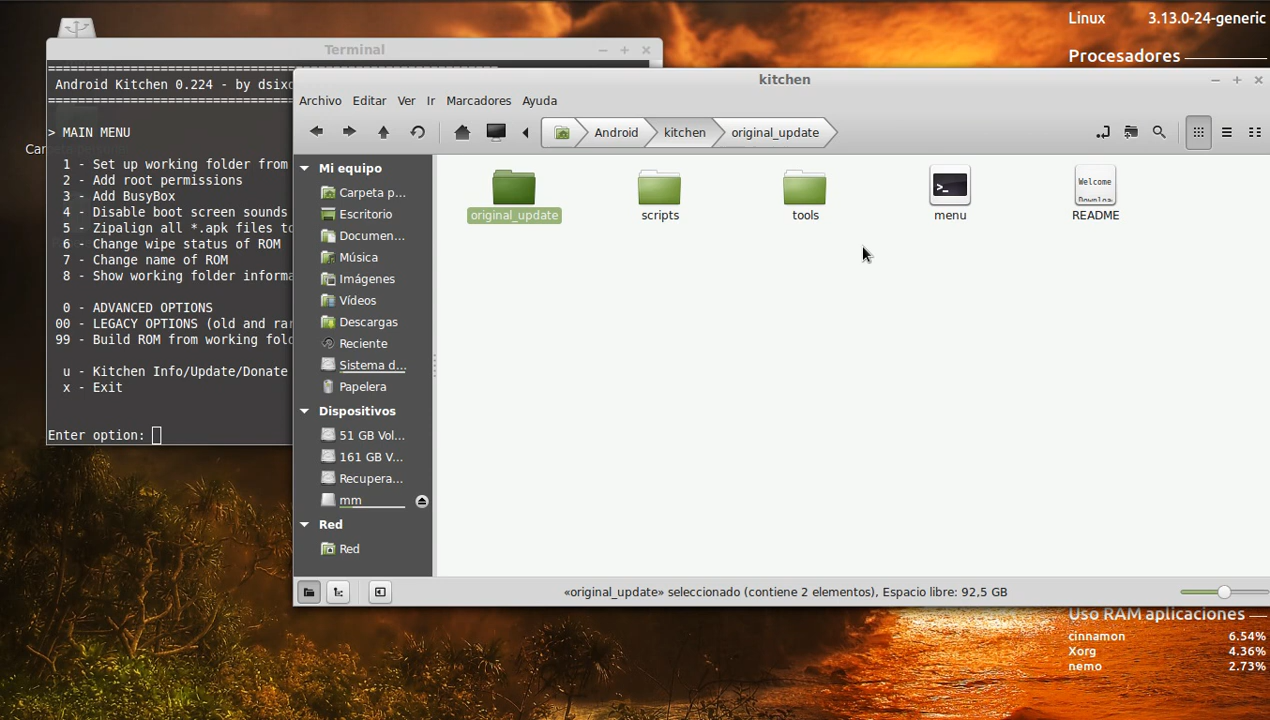 Linux 3.13.0-24-generic
Procesadores
Terminal
Android Kitchen 0.224 - by dsix
> MAIN MENU
1 - Set up working folder from
2 - Add root permissions
3 - Add BusyBox
4 - Disable boot screen sounds
5 - Zipalign all *.apk files to
6 - Change wipe status of ROM
7 - Change name of ROM
8 - Show working folder informa
0 - ADVANCED OPTIONS
00 - LEGACY OPTIONS (old and rar
99 - Build ROM from working fold
u - Kitchen Info/Update/Donate
x - Exit
Enter option:
kitchen
Archivo Editar Ver Ir Marcadores Ayuda
Android kitchen original_update
Mi equipo
Carpeta p...
Escritorio
Documen...
Música
Imágenes
Vídeos
Descargas
Reciente
Sistema d...
Papelera
Dispositivos
51 GB Vol...
161 GB V...
Recupera...
mm
Red
Red
original_update scripts tools menu README
Welcome
«original_update» seleccionado (contiene 2 elementos), Espacio libre: 92,5 GB
Uso RAM aplicaciones
cinnamon 6.54%
Xorg 4.36%
nemo 2.73%